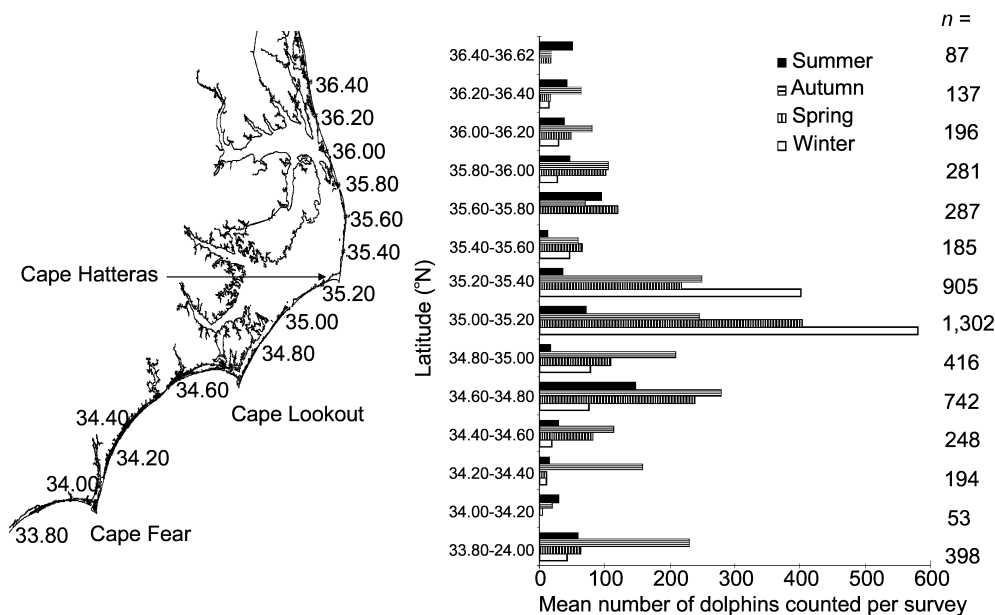 36.40
36.20
36.00
35.80
35.60
35.40
Cape Hatteras
35.20
35.00
34.80
34.60
Cape Lookout
34.40
34.20
34.00
33.80
Cape Fear
n =
Summer
Autumn
Spring
Winter
Latitude (°N)
36.40-36.62 87
36.20-36.40 137
36.00-36.20 196
35.80-36.00 281
35.60-35.80 287
35.40-35.60 185
35.20-35.40 905
35.00-35.20 1,302
34.80-35.00 416
34.60-34.80 742
34.40-34.60 248
34.20-34.40 194
34.00-34.20 53
33.80-24.00 398
0 100 200 300 400 500 600
Mean number of dolphins counted per survey